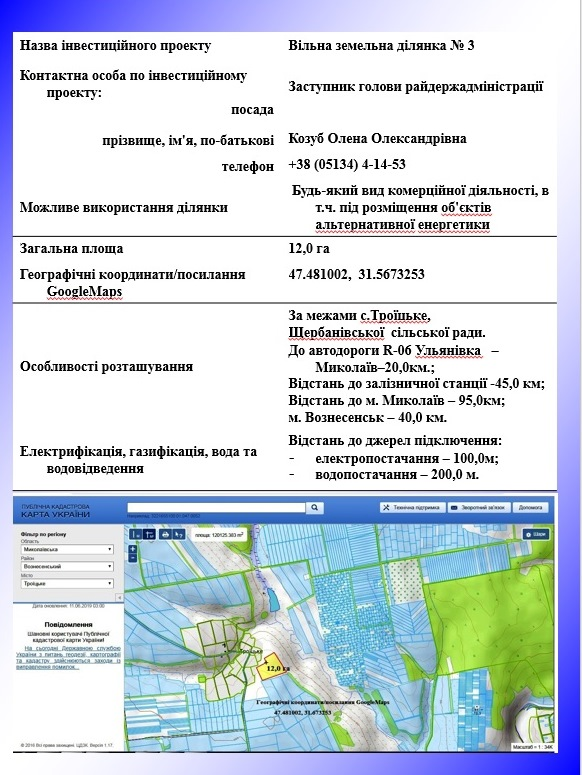 Назва інвестиційного проекту
Вільна земельна ділянка № 3
Контактна особа по інвестиційному
проекту:
посада
Заступник голови райдержадміністрації
прізвище, ім'я, по-батькові
Козуб Олена Олександрівна
телефон
+38 (05134) 4-14-53
Можливе використання ділянки
Будь-який вид комерційної діяльності, в
т.ч. під розміщення об'єктів
альтернативної енергетики
Загальна площа
12,0 га
Географічні координати/посилання
GoogleMaps
47.481002, 31.5673253
Особливості розташування
За межами с.Троїцьке,
Щербанівської сільської ради.
До автодороги R-06 Ульянівка –
Миколаїв–20,0км.;
Відстань до залізничної станції -45,0 км;
Відстань до м. Миколаїв – 95,0км;
м. Вознесенськ – 40,0 км.
Електрифікація, газифікація, вода та
водовідведення
Відстань до джерел підключення:
- електропостачання – 100,0м;
- водопостачання – 200,0 м.
ПУБЛІЧНА КАДАСТРОВА
КАРТА УКРАЇНИ
Технічна підтримка
Зворотній зв'язок
Допомога
Фільтр по регіону
Область
Миколаївська
Район
Вознесенський
Місто
Троїцьке
площа: 120125.383 m²
Шари
Дата оновлення: 11.06.2019 03:00
Повідомлення
Шановні користувачі Публічної
кадастрової карти України!
На сьогодні Державною службою
України з питань геодезії, картографії
та кадастру здійснюються заходи із
виправлення помилок...
Троїцьке
12,0 га
Географічні координати/посилання GoogleMaps
47.481002, 31.673253
© 2016 Всі права захищені. ЦДЗК. Версія 1.17.
Масштаб = 1 : 34K